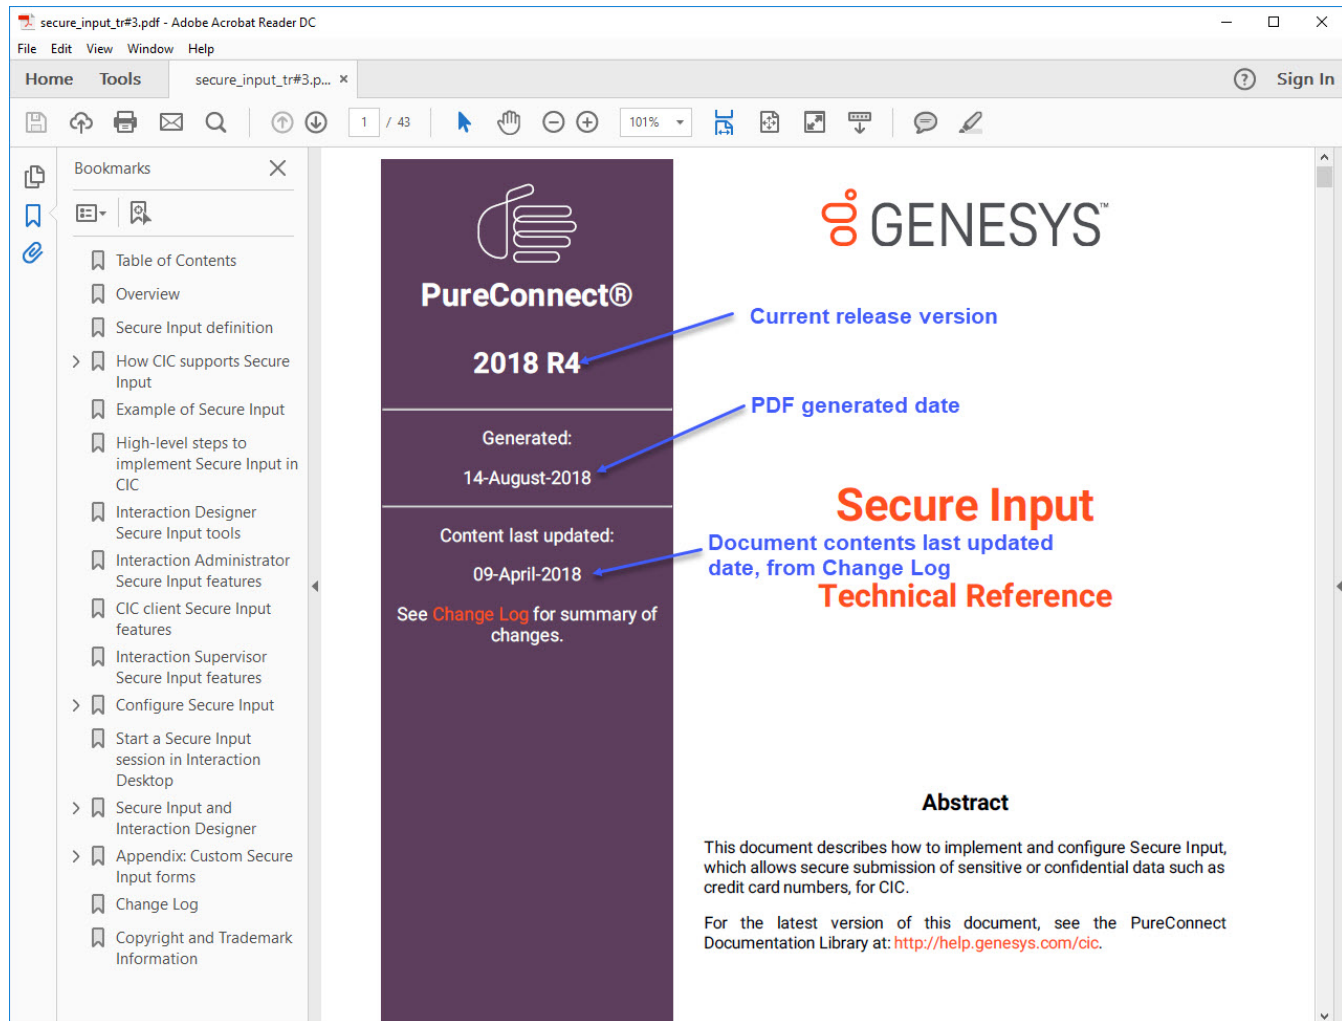 secure_input_tr#3.pdf - Adobe Acrobat Reader DC
File Edit View Window Help
Home Tools secure_input_tr#3.p... ×
? Sign In
1 / 43
101%
Bookmarks
Table of Contents
Overview
Secure Input definition
How CIC supports Secure
Input
Example of Secure Input
High-level steps to
implement Secure Input in
CIC
Interaction Designer
Secure Input tools
Interaction Administrator
Secure Input features
CIC client Secure Input
features
Interaction Supervisor
Secure Input features
Configure Secure Input
Start a Secure Input
session in Interaction
Desktop
Secure Input and
Interaction Designer
Appendix: Custom Secure
Input forms
Change Log
Copyright and Trademark
Information
PureConnect®
2018 R4
Generated:
14-August-2018
Content last updated:
09-April-2018
See Change Log for summary of
changes.
GENESYS™
Current release version
PDF generated date
Secure Input
Document contents last updated
date, from Change Log
Technical Reference
Abstract
This document describes how to implement and configure Secure Input,
which allows secure submission of sensitive or confidential data such as
credit card numbers, for CIC.
For the latest version of this document, see the PureConnect
Documentation Library at: http://help.genesys.com/cic.